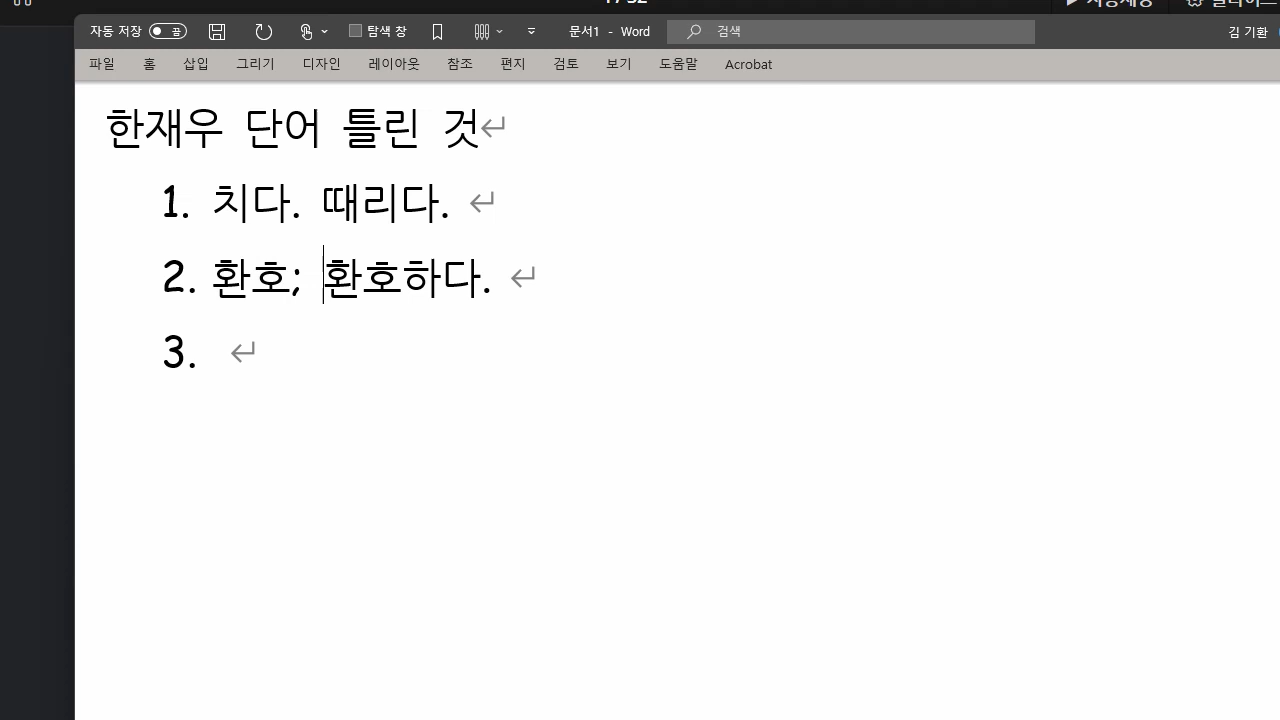 자동 저장 끔 탐색 창 문서1 - Word 검색 김 기환
파일 홈 삽입 그리기 디자인 레이아웃 참조 편지 검토 보기 도움말 Acrobat
한재우 단어 틀린 것
1. 치다. 때리다.
2. 환호; 환호하다.
3.